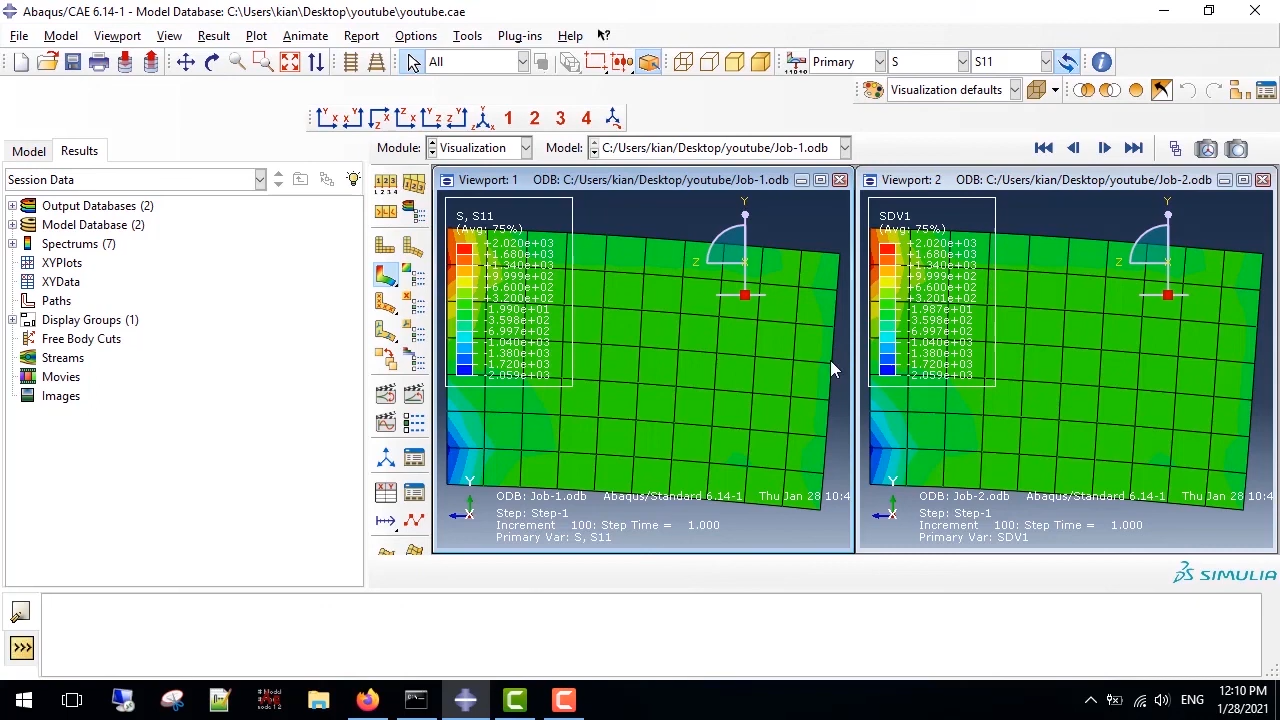 Abaqus/CAE 6.14-1 - Model Database: C:\Users\kian\Desktop\youtube\youtube.cae
File Model Viewport View Result Plot Animate Report Options Tools Plug-ins Help
All Primary S S11
Visualization defaults
1 2 3 4
Model Results
Module: Visualization Model: C:/Users/kian/Desktop/youtube/Job-1.odb
Session Data
Output Databases (2)
Model Database (2)
Spectrums (7)
XYPlots
XYData
Paths
Display Groups (1)
Free Body Cuts
Streams
Movies
Images
Viewport: 1 ODB: C:/Users/kian/Desktop/youtube/Job-1.odb
S, S11
(Avg: 75%)
+2.020e+03
+1.680e+03
+1.340e+03
+9.999e+02
+6.600e+02
+3.200e+02
-1.990e+01
-3.598e+02
-6.997e+02
-1.040e+03
-1.380e+03
-1.720e+03
-2.059e+03
Y
Z
X
Y
X
ODB: Job-1.odb Abaqus/Standard 6.14-1 Thu Jan 28 10:4
Step: Step-1
Increment 100: Step Time = 1.000
Primary Var: S, S11
Viewport: 2 ODB: C:/Users/kian/Desktop/youtube/Job-2.odb
SDV1
(Avg: 75%)
+2.020e+03
+1.680e+03
+1.340e+03
+9.999e+02
+6.600e+02
+3.201e+02
-1.987e+01
-3.598e+02
-6.997e+02
-1.040e+03
-1.380e+03
-1.720e+03
-2.059e+03
Y
Z
X
Y
X
ODB: Job-2.odb Abaqus/Standard 6.14-1 Thu Jan 28 10:4
Step: Step-1
Increment 100: Step Time = 1.000
Primary Var: SDV1
SIMULIA
>>>
ENG
12:10 PM
1/28/2021